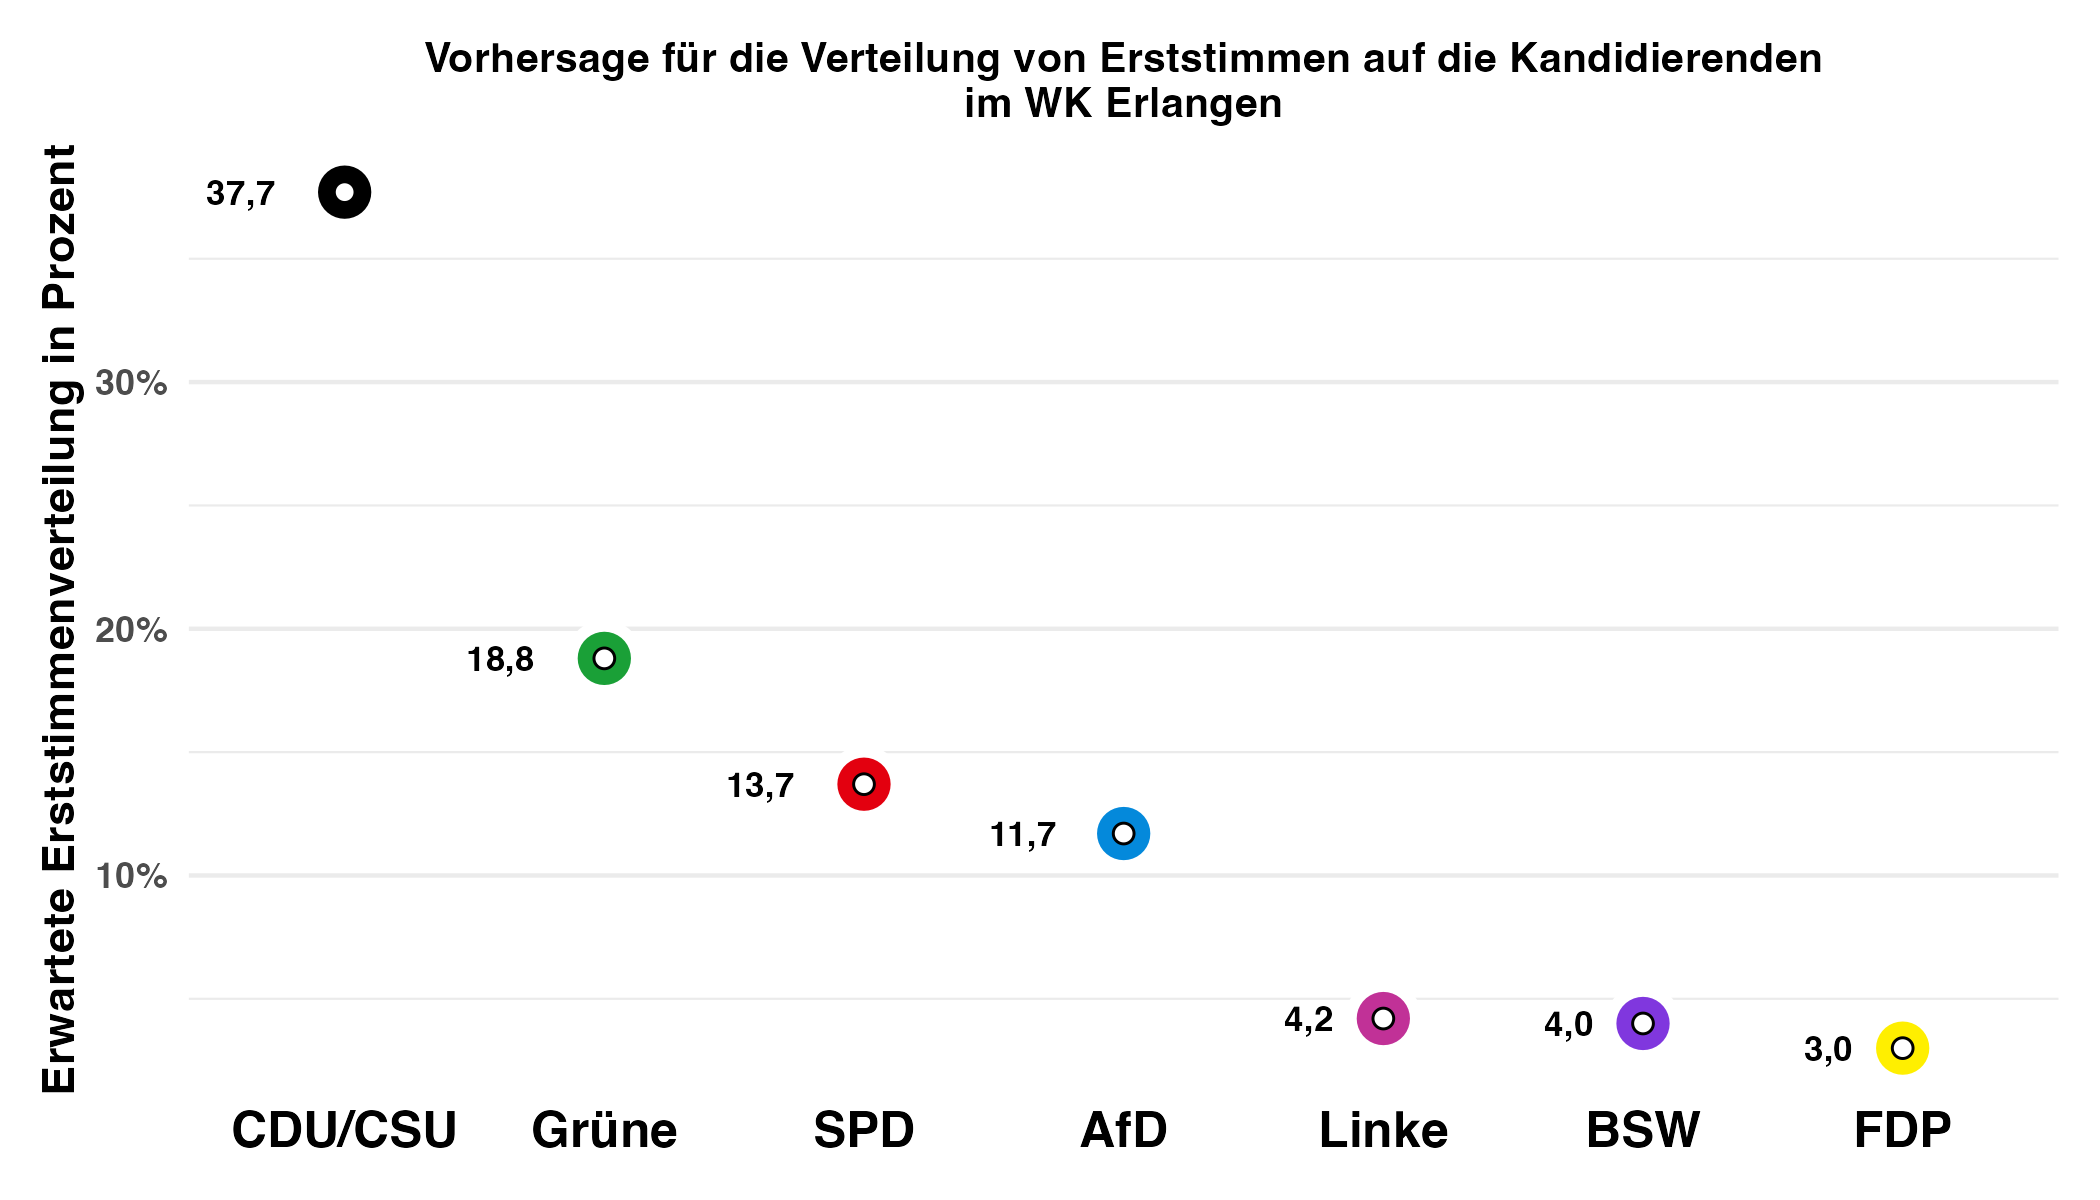 Vorhersage für die Verteilung von Erststimmen auf die Kandidierenden
im WK Erlangen
Erwartete Erststimmenverteilung in Prozent
37,7
30%
20%
18,8
13,7
11,7
10%
4,2
4,0
3,0
CDU/CSU Grüne SPD AfD Linke BSW FDP